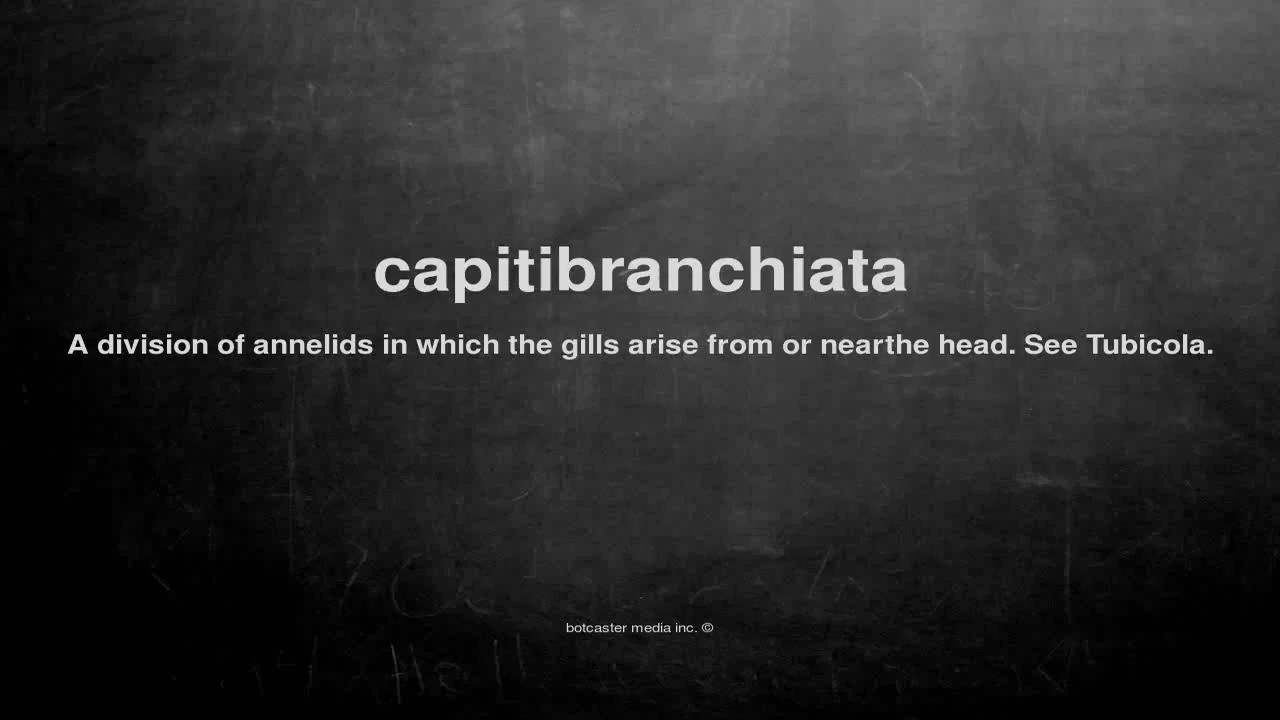 capitibranchiata
A division of annelids in which the gills arise from or nearthe head. See Tubicola.
botcaster media inc. ©